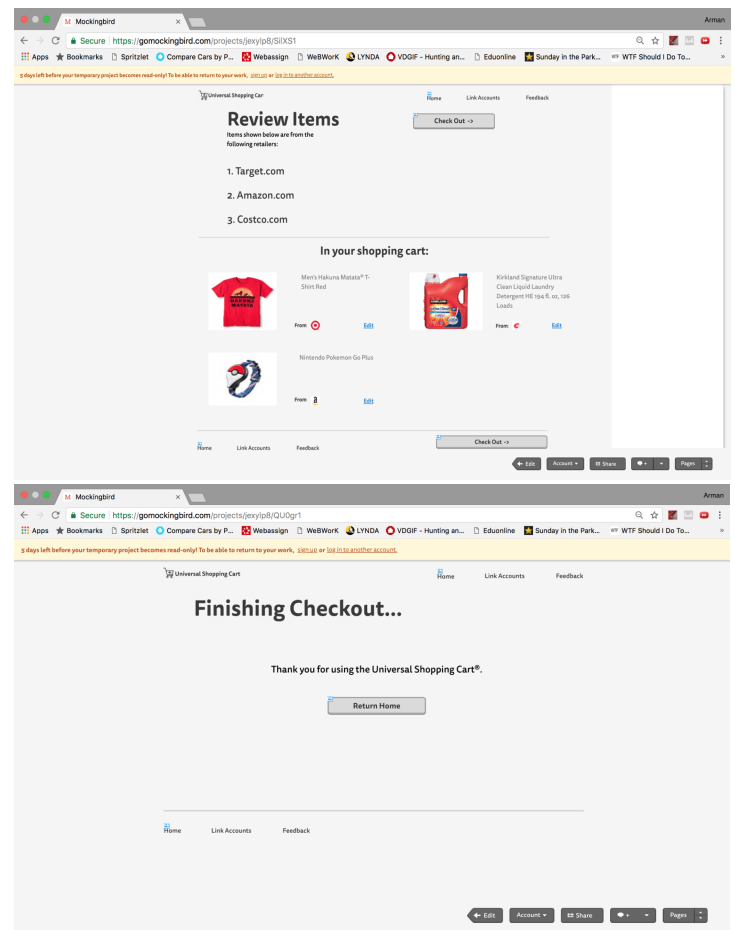 M Mockingbird ×
Arman
Secure https://gomockingbird.com/projects/jexylp8/SilXS1
Apps Bookmarks Spritzlet Compare Cars by P... Webassign WeBWorK LYNDA VDGIF - Hunting an... Eduonline Sunday in the Park... WTF WTF Should I Do To... »
5 days left before your temporary project becomes read-only! To be able to return to your work, sign up or log in to another account.
Universal Shopping Car
Home Link Accounts Feedback
Review Items
Check Out ->
Items shown below are from the
following retailers:
1. Target.com
2. Amazon.com
3. Costco.com
In your shopping cart:
Men's Hakuna Matata® T-
Shirt Red
From Edit
HAKUNA
MATATA
Kirkland Signature Ultra
Clean Liquid Laundry
Detergent HE 194 fl. oz, 126
Loads
From Edit
Nintendo Pokemon Go Plus
From a Edit
Home Link Accounts Feedback
Check Out ->
Edit Account Share + Pages
M Mockingbird ×
Arman
Secure https://gomockingbird.com/projects/jexylp8/QU0gr1
Apps Bookmarks Spritzlet Compare Cars by P... Webassign WeBWorK LYNDA VDGIF - Hunting an... Eduonline Sunday in the Park... WTF WTF Should I Do To... »
5 days left before your temporary project becomes read-only! To be able to return to your work, sign up or log in to another account.
Universal Shopping Cart
Home Link Accounts Feedback
Finishing Checkout...
Thank you for using the Universal Shopping Cart®.
Return Home
Home Link Accounts Feedback
Edit Account Share + Pages